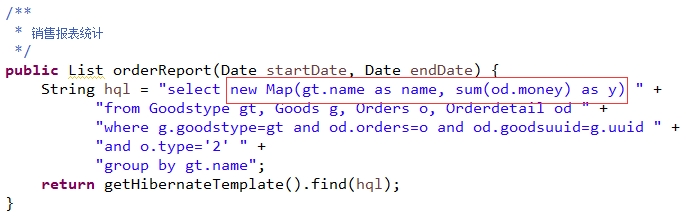 /**
 * 销售报表统计
 */
public List orderReport(Date startDate, Date endDate) {
    String hql = "select new Map(gt.name as name, sum(od.money) as y) " +
            "from Goodstype gt, Goods g, Orders o, Orderdetail od " +
            "where g.goodstype=gt and od.orders=o and od.goodsuuid=g.uuid " +
            "and o.type='2' " +
            "group by gt.name";
    return getHibernateTemplate().find(hql);
}